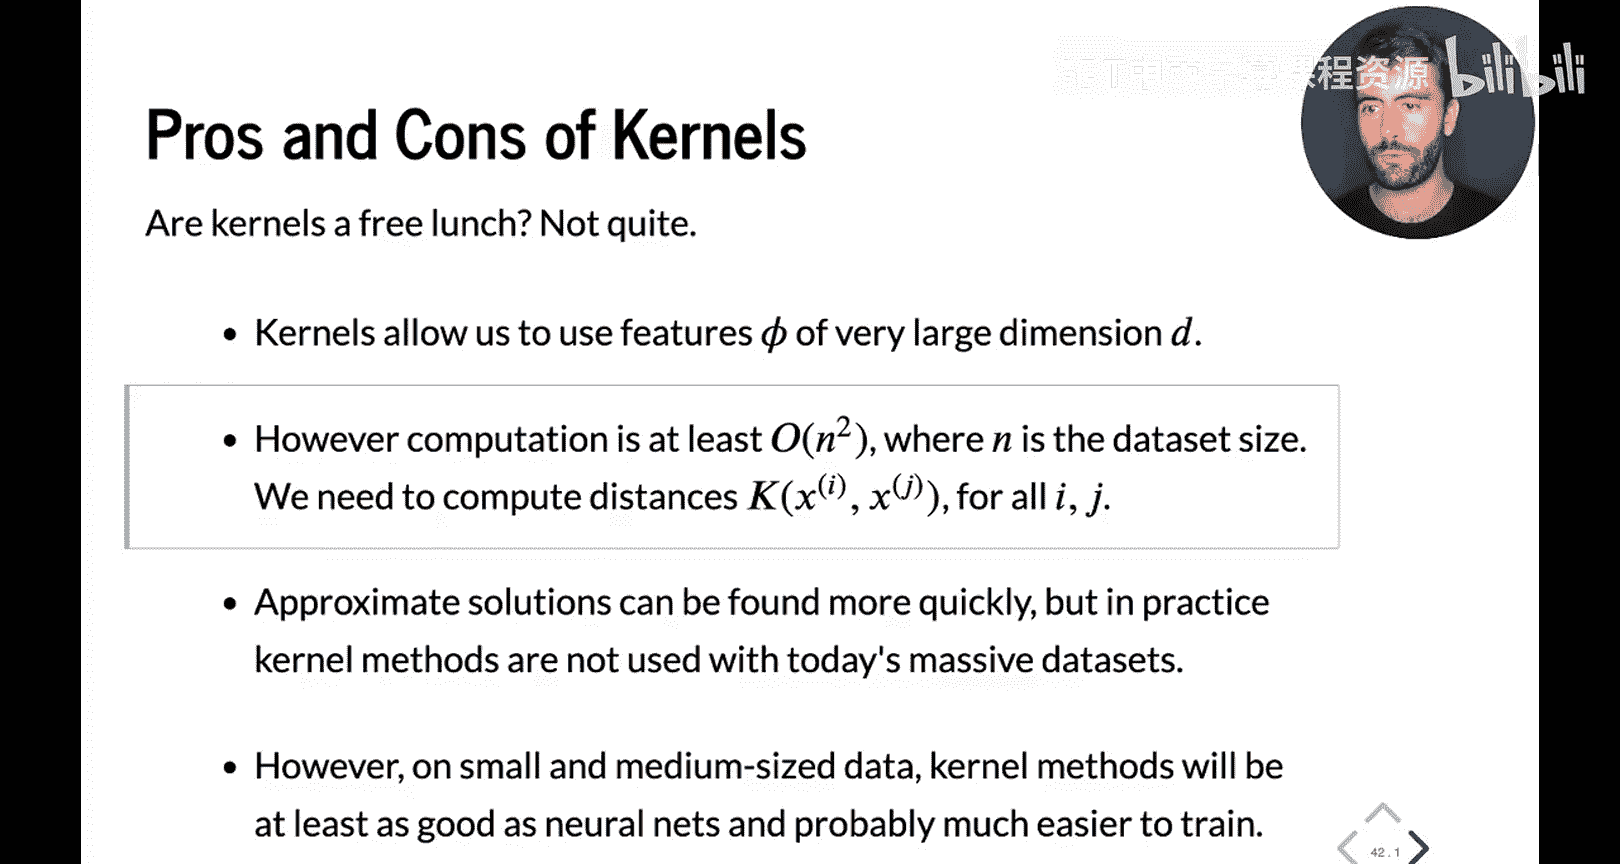 课程资源 bilibili
Pros and Cons of Kernels
Are kernels a free lunch? Not quite.
• Kernels allow us to use features ϕ of very large dimension d.
• However computation is at least O(n²), where n is the dataset size.
We need to compute distances K(x⁽ⁱ⁾, x⁽ʲ⁾), for all i, j.
• Approximate solutions can be found more quickly, but in practice
kernel methods are not used with today's massive datasets.
• However, on small and medium-sized data, kernel methods will be
at least as good as neural nets and probably much easier to train.
42.1